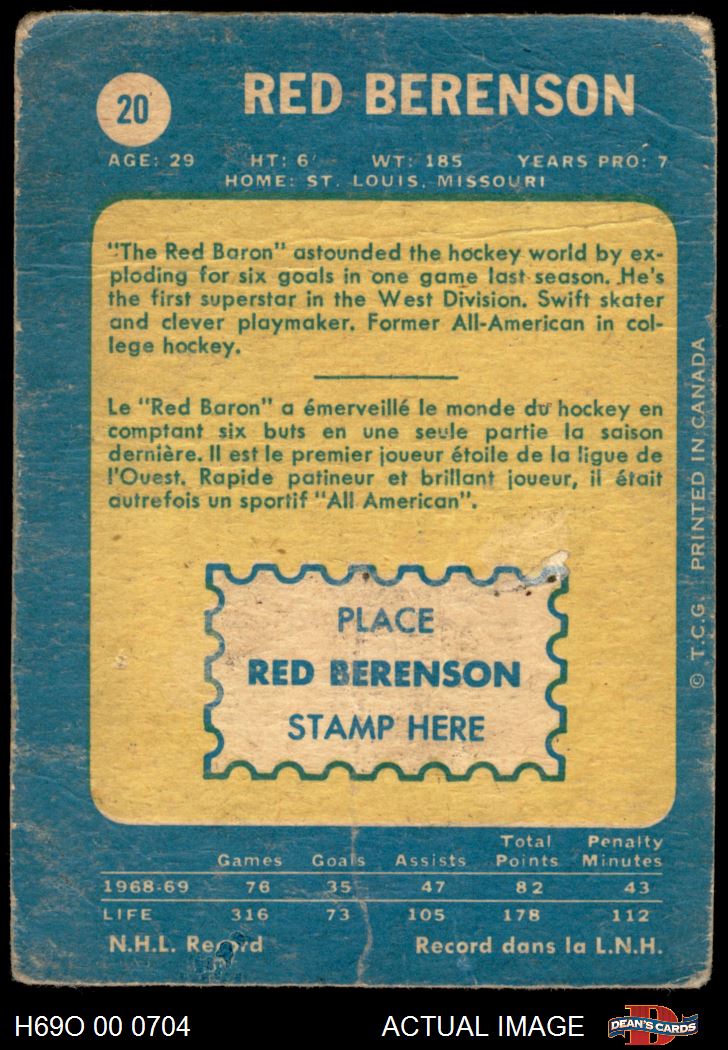 20
RED BERENSON
AGE: 29 HT: 6' WT: 185 YEARS PRO: 7
HOME: ST. LOUIS, MISSOURI
"The Red Baron" astounded the hockey world by ex-
ploding for six goals in one game last season. He's
the first superstar in the West Division. Swift skater
and clever playmaker. Former All-American in col-
lege hockey.
Le "Red Baron" a émerveillé le monde du hockey en
comptant six buts en une seule partie la saison
dernière. Il est le premier joueur étoile de la ligue de
l'Ouest. Rapide patineur et brillant joueur, il était
autrefois un sportif "All American".
PLACE
RED BERENSON
STAMP HERE
© T.C.G. PRINTED IN CANADA
Total Penalty
Games Goals Assists Points Minutes
1968-69 76 35 47 82 43
LIFE 316 73 105 178 112
N.H.L. Record Record dans la L.N.H.
H69O 00 0704 ACTUAL IMAGE D DEAN'S CARDS